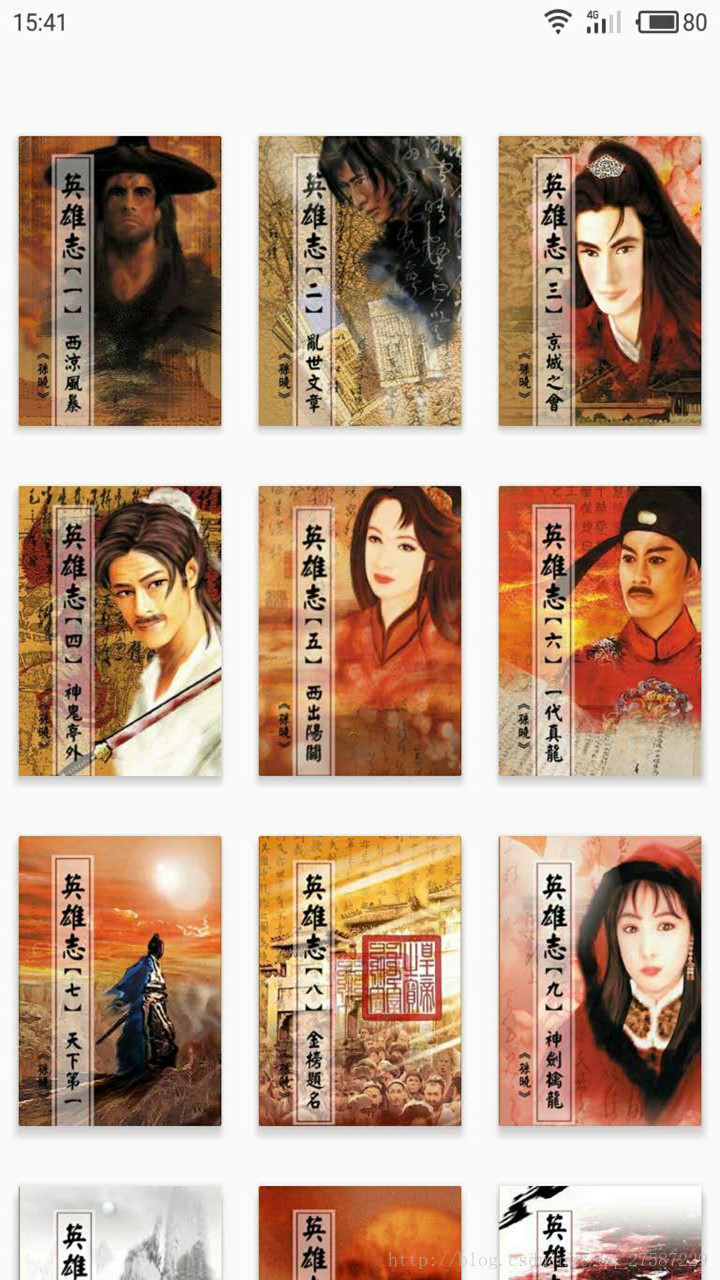 15:41
4G
80
英雄志【一】西涼風暴
《孫曉》
英雄志【二】亂世文章
《孫曉》
英雄志【三】京城之會
《孫曉》
英雄志【四】神鬼亭外
《孫曉》
英雄志【五】西出陽關
《孫曉》
英雄志【六】一代真龍
《孫曉》
英雄志【七】天下第一
《孫曉》
英雄志【八】金榜題名
《孫曉》
英雄志【九】神劍擒龍
《孫曉》
英雄志
英雄志
英雄志